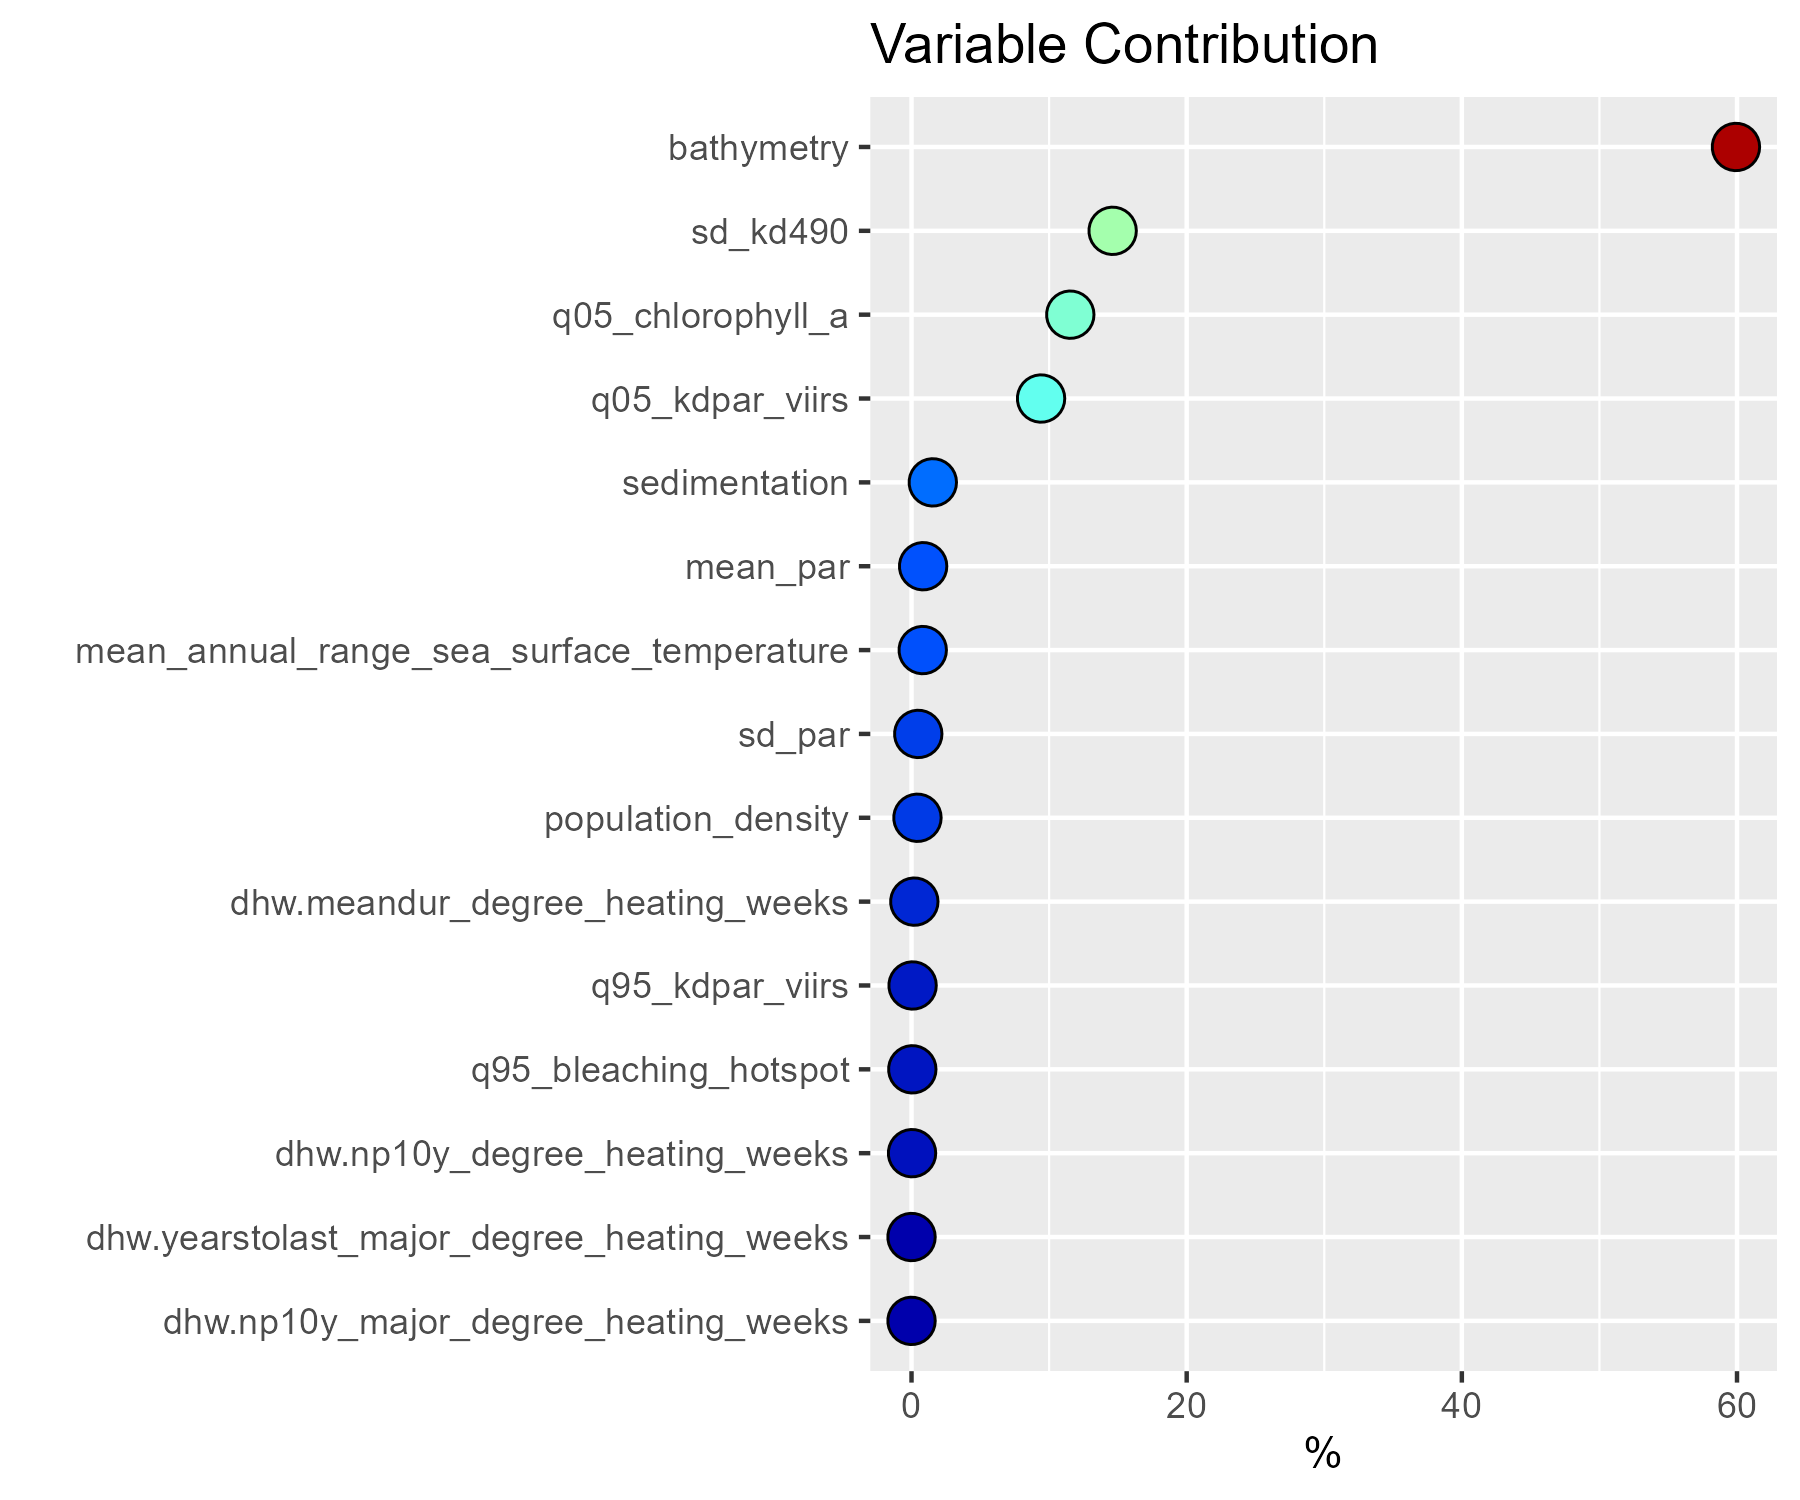 Variable Contribution
bathymetry
sd_kd490
q05_chlorophyll_a
q05_kdpar_viirs
sedimentation
mean_par
mean_annual_range_sea_surface_temperature
sd_par
population_density
dhw.meandur_degree_heating_weeks
q95_kdpar_viirs
q95_bleaching_hotspot
dhw.np10y_degree_heating_weeks
dhw.yearstolast_major_degree_heating_weeks
dhw.np10y_major_degree_heating_weeks
0 20 40 60
%